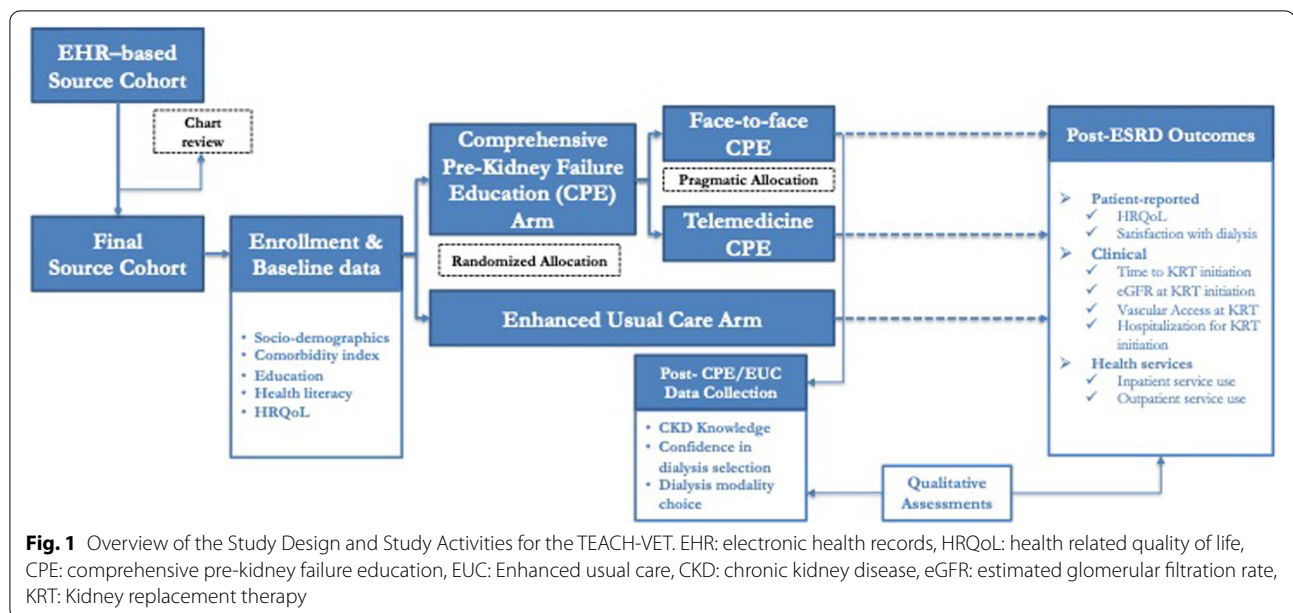 EHR–based
Source Cohort
Chart
review
Final
Source Cohort
Enrollment &
Baseline data
• Socio-demographics
• Comorbidity index
• Education
• Health literacy
• HRQoL
Comprehensive
Pre-Kidney Failure
Education (CPE)
Arm
Randomized Allocation
Face-to-face
CPE
Pragmatic Allocation
Telemedicine
CPE
Enhanced Usual Care Arm
Post- CPE/EUC
Data Collection
• CKD Knowledge
• Confidence in
dialysis selection
• Dialysis modality
choice
Qualitative
Assessments
Post-ESRD Outcomes
➢ Patient-reported
✓ HRQoL
✓ Satisfaction with dialysis
➢ Clinical
✓ Time to KRT initiation
✓ eGFR at KRT initiation
✓ Vascular Access at KRT
✓ Hospitalization for KRT
initiation
➢ Health services
✓ Inpatient service use
✓ Outpatient service use
Fig. 1 Overview of the Study Design and Study Activities for the TEACH-VET. EHR: electronic health records, HRQoL: health related quality of life,
CPE: comprehensive pre-kidney failure education, EUC: Enhanced usual care, CKD: chronic kidney disease, eGFR: estimated glomerular filtration rate,
KRT: Kidney replacement therapy